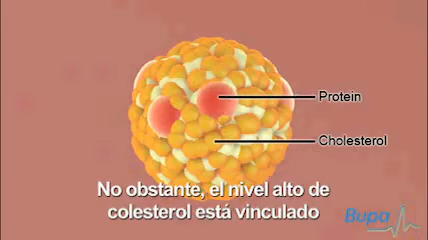 Protein
Cholesterol
No obstante, el nivel alto de
colesterol está vinculado
Bupa